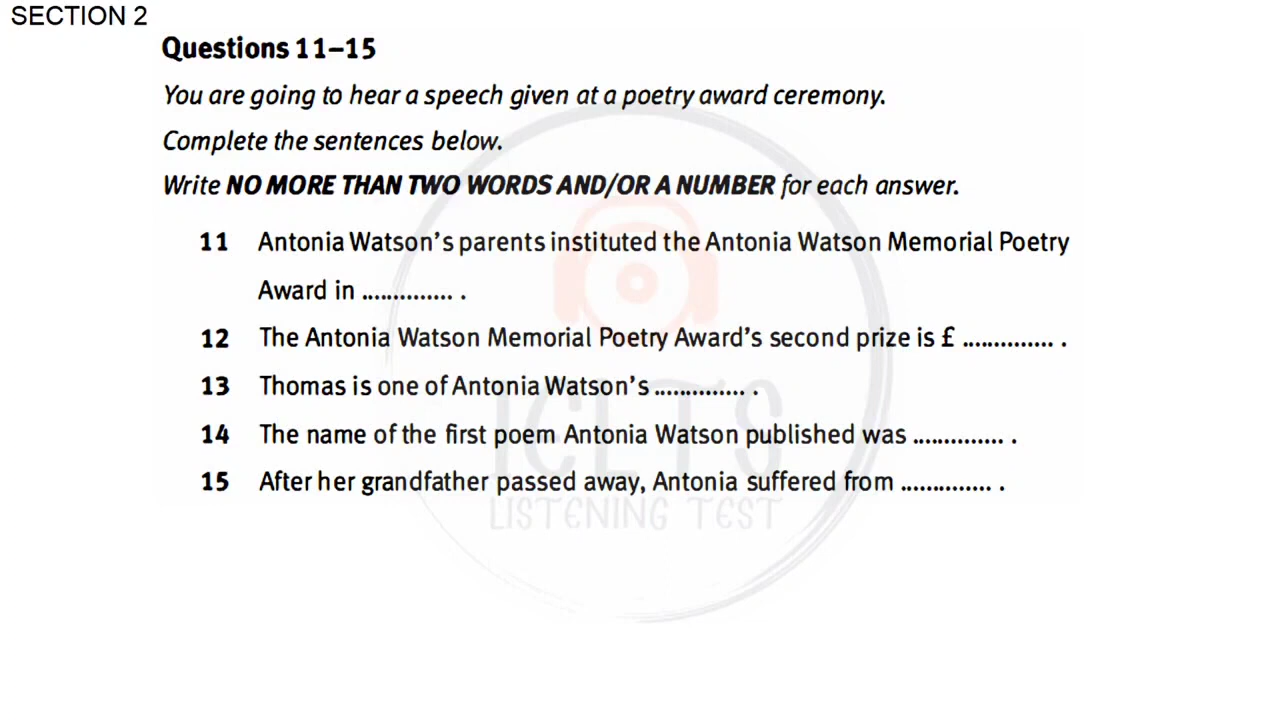 SECTION 2
Questions 11–15
You are going to hear a speech given at a poetry award ceremony.
Complete the sentences below.
Write NO MORE THAN TWO WORDS AND/OR A NUMBER for each answer.
11 Antonia Watson's parents instituted the Antonia Watson Memorial Poetry
Award in .............. .
12 The Antonia Watson Memorial Poetry Award's second prize is £ .............. .
13 Thomas is one of Antonia Watson's .............. .
14 The name of the first poem Antonia Watson published was .............. .
15 After her grandfather passed away, Antonia suffered from .............. .
IELTS
LISTENING TEST